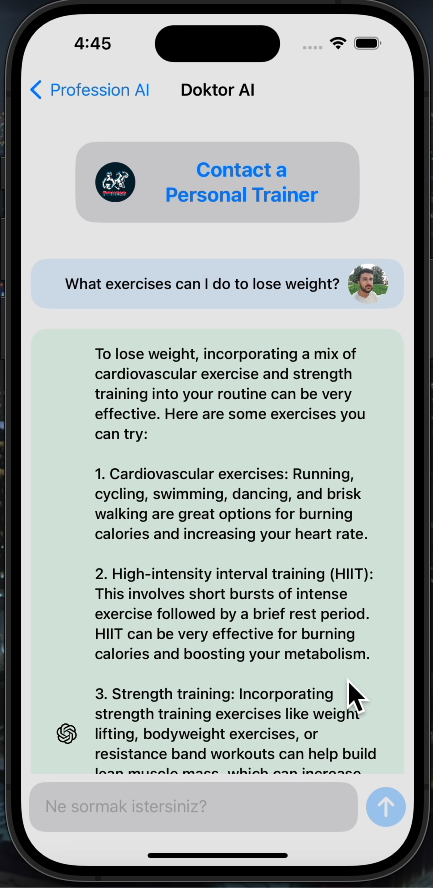 4:45
Profession AI
Doktor AI
Contact a
Personal Trainer
What exercises can I do to lose weight?
To lose weight, incorporating a mix of
cardiovascular exercise and strength
training into your routine can be very
effective. Here are some exercises you
can try:
1. Cardiovascular exercises: Running,
cycling, swimming, dancing, and brisk
walking are great options for burning
calories and increasing your heart rate.
2. High-intensity interval training (HIIT):
This involves short bursts of intense
exercise followed by a brief rest period.
HIIT can be very effective for burning
calories and boosting your metabolism.
3. Strength training: Incorporating
strength training exercises like weight
lifting, bodyweight exercises, or
resistance band workouts can help build
lean muscle mass, which can increase
Ne sormak istersiniz?